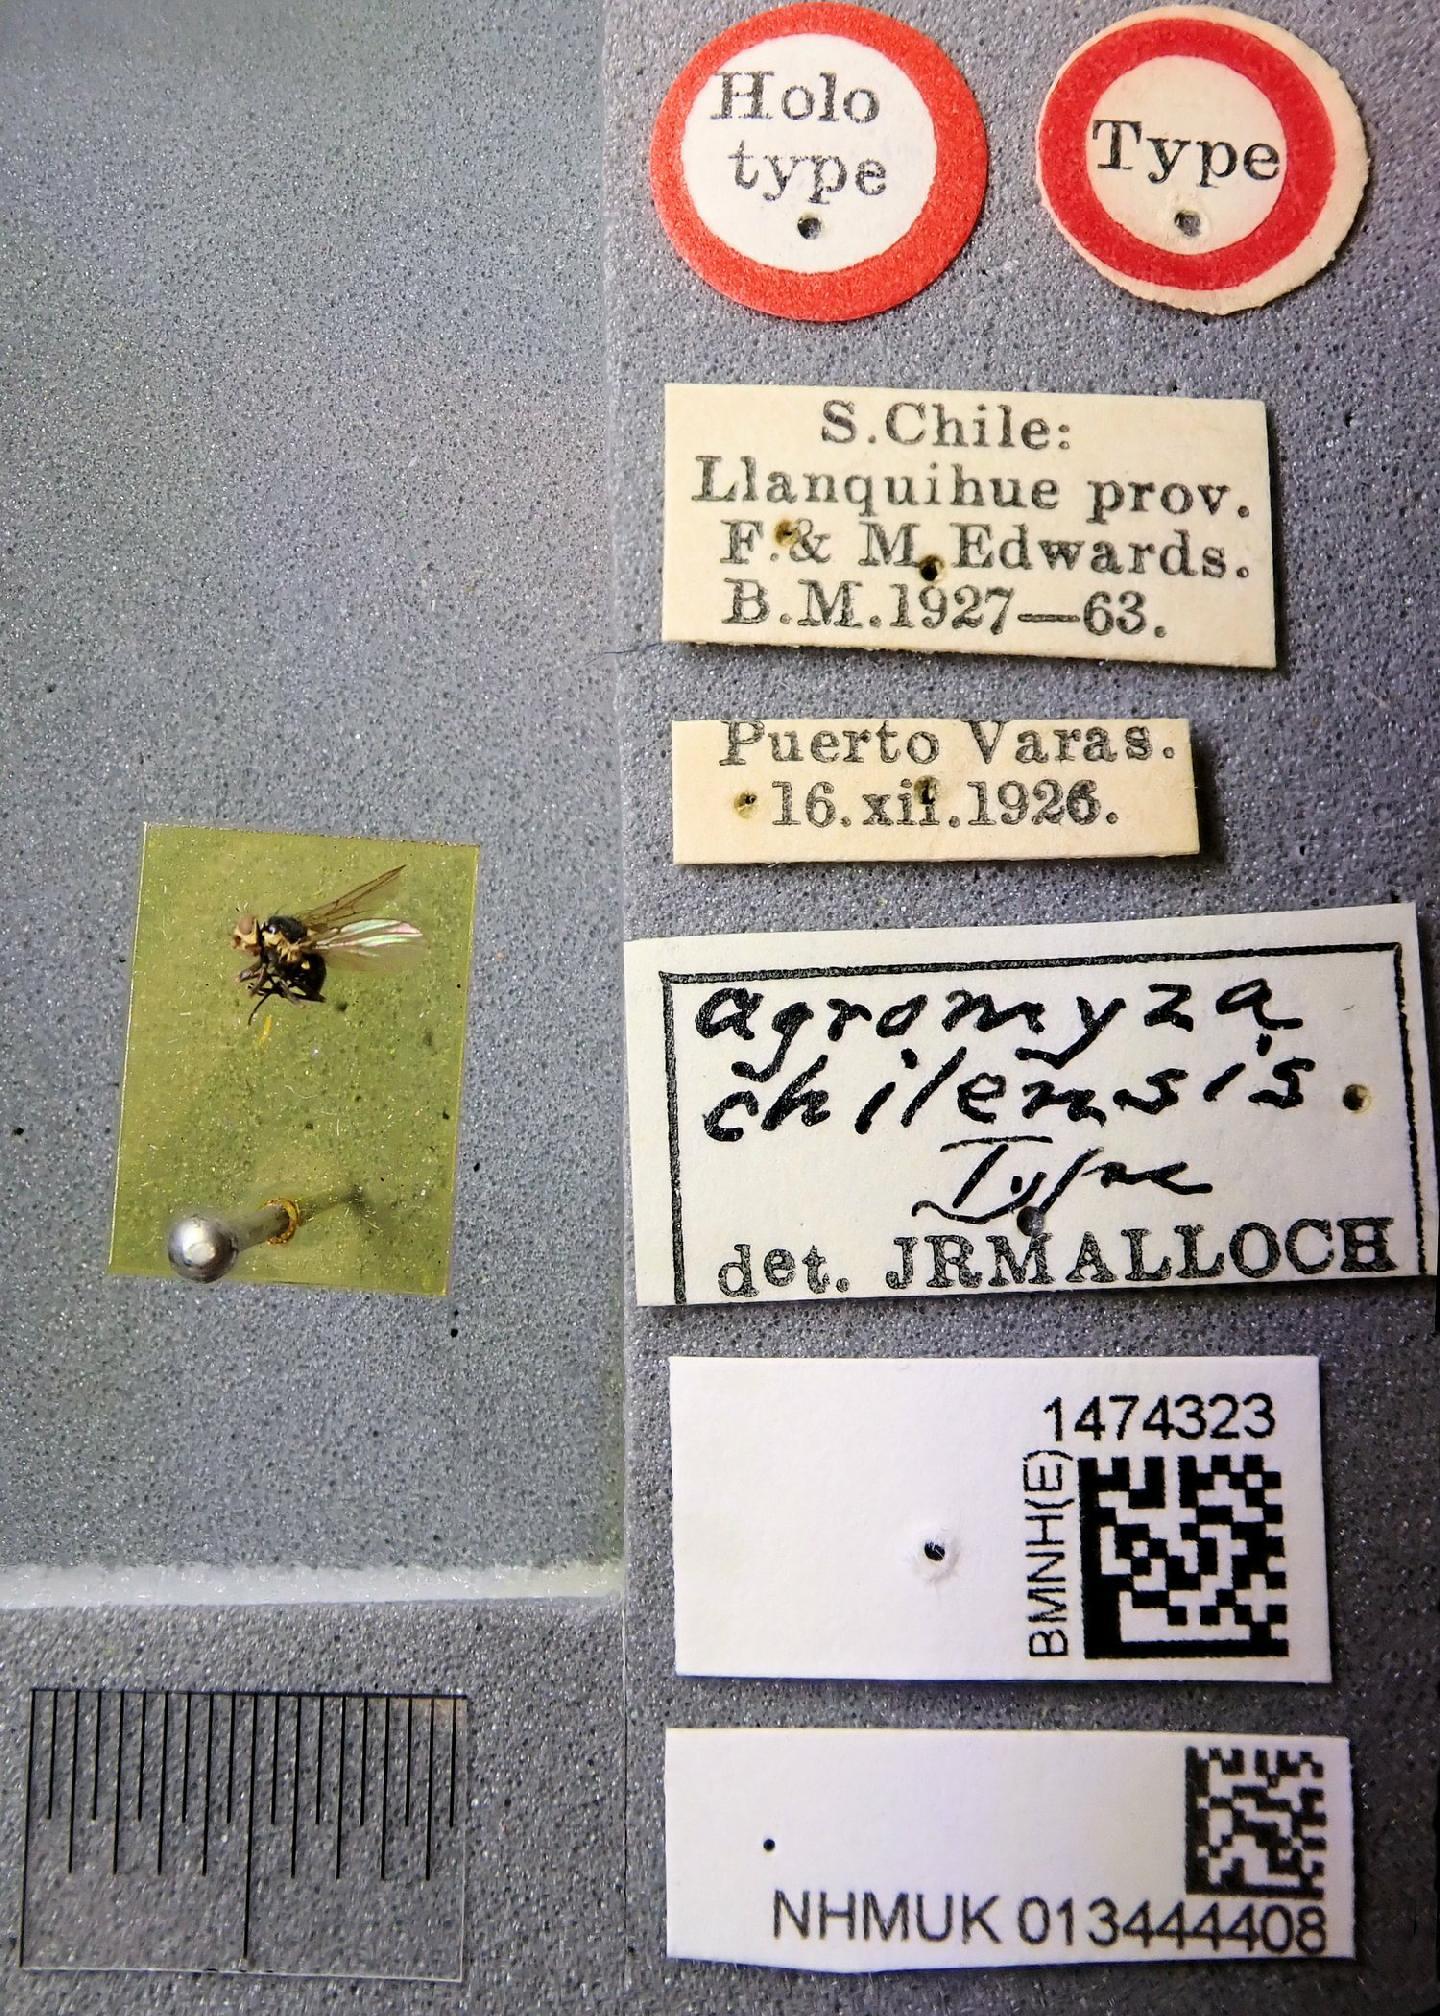 Holo
type
Type
S.Chile:
Llanquihue prov.
F.& M. Edwards.
B.M.1927—63.
Puerto Varas.
16.xii.1926.
Agromyza
chilensis
Type
det. JRMALLOCH
1474323
BMNH(E)
NHMUK 013444408